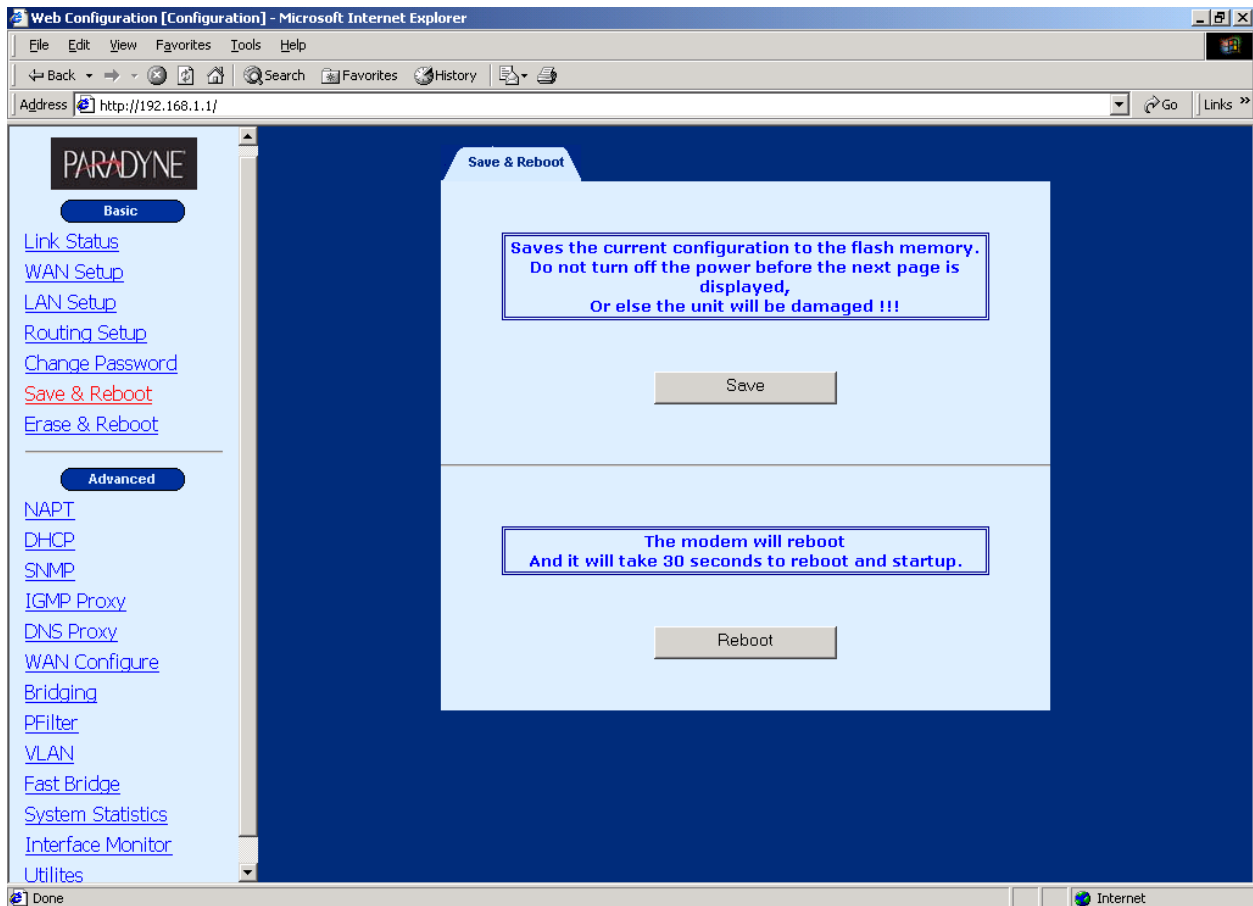 Web Configuration [Configuration] - Microsoft Internet Explorer
File Edit View Favorites Tools Help
Back Search Favorites History
Address http://192.168.1.1/ Go Links »
PARADYNE
Basic
Link Status
WAN Setup
LAN Setup
Routing Setup
Change Password
Save & Reboot
Erase & Reboot
Advanced
NAPT
DHCP
SNMP
IGMP Proxy
DNS Proxy
WAN Configure
Bridging
PFilter
VLAN
Fast Bridge
System Statistics
Interface Monitor
Utilites
Save & Reboot
Saves the current configuration to the flash memory.
Do not turn off the power before the next page is
displayed,
Or else the unit will be damaged !!!
Save
The modem will reboot
And it will take 30 seconds to reboot and startup.
Reboot
Done Internet